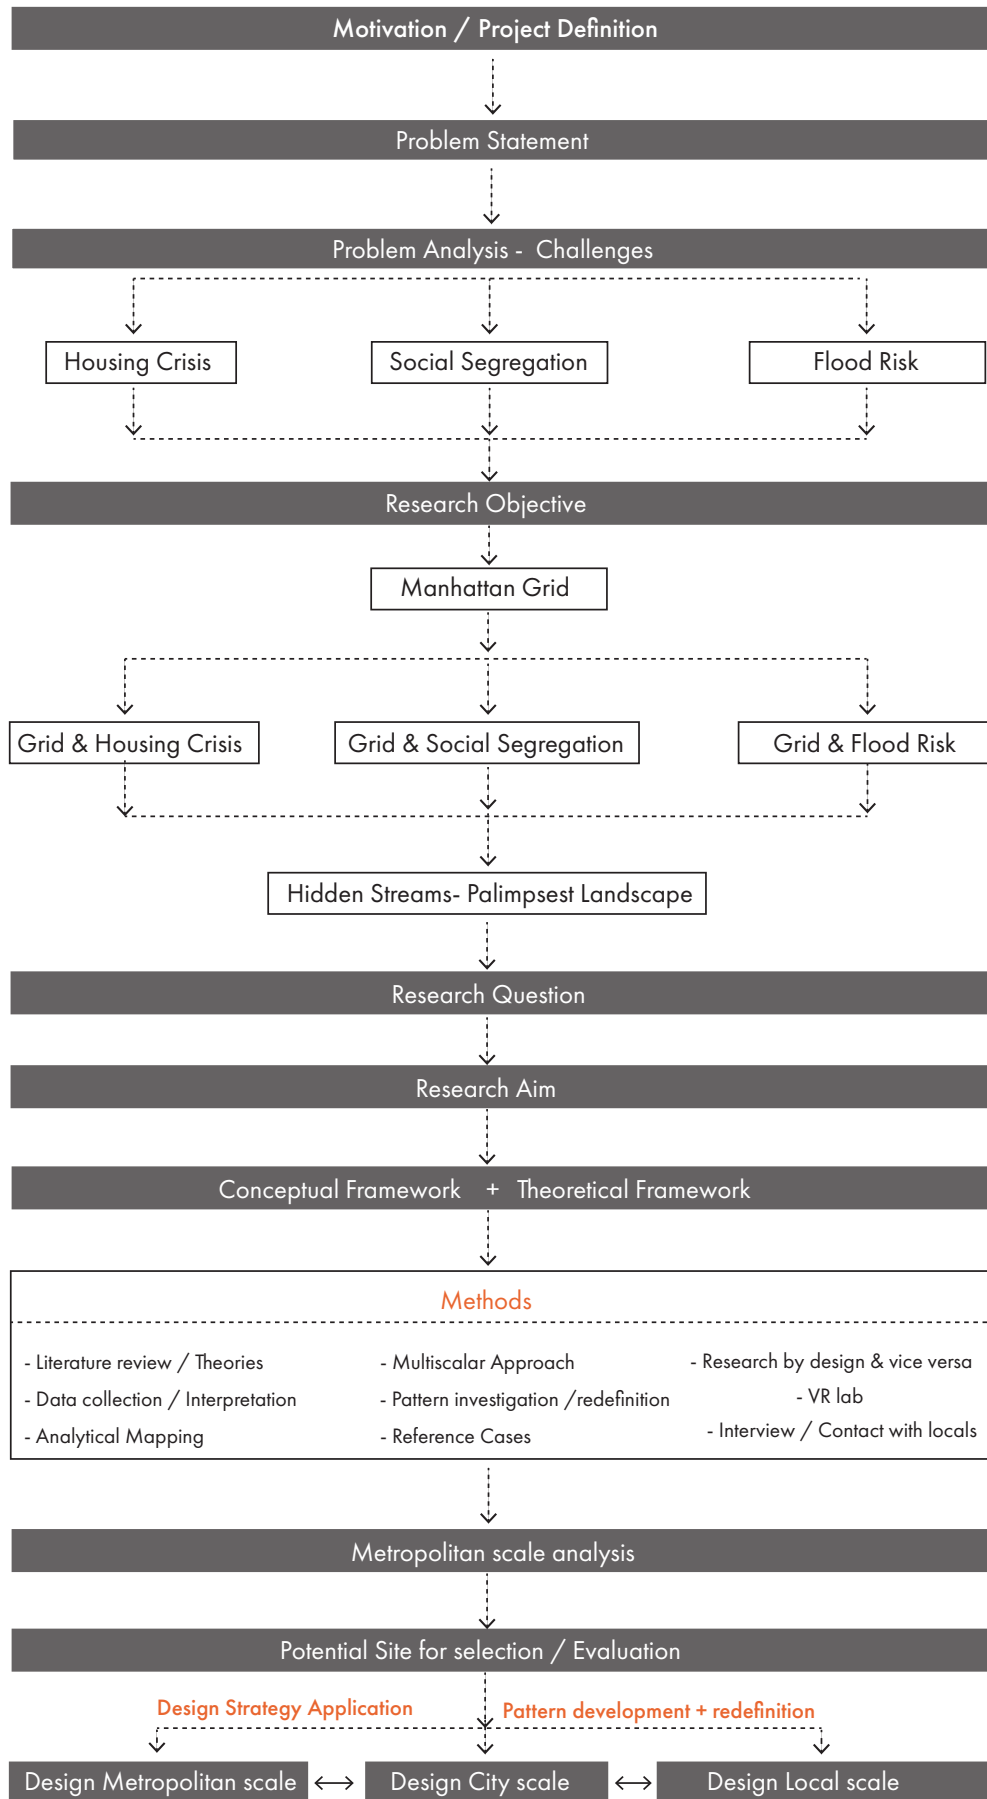 Motivation / Project Definition
Problem Statement
Problem Analysis - Challenges
Housing Crisis
Social Segregation
Flood Risk
Research Objective
Manhattan Grid
Grid & Housing Crisis
Grid & Social Segregation
Grid & Flood Risk
Hidden Streams- Palimpsest Landscape
Research Question
Research Aim
Conceptual Framework + Theoretical Framework
Methods
- Literature review / Theories
- Data collection / Interpretation
- Analytical Mapping
- Multiscalar Approach
- Pattern investigation /redefinition
- Reference Cases
- Research by design & vice versa
- VR lab
- Interview / Contact with locals
Metropolitan scale analysis
Potential Site for selection / Evaluation
Design Strategy Application
Pattern development + redefinition
Design Metropolitan scale
Design City scale
Design Local scale